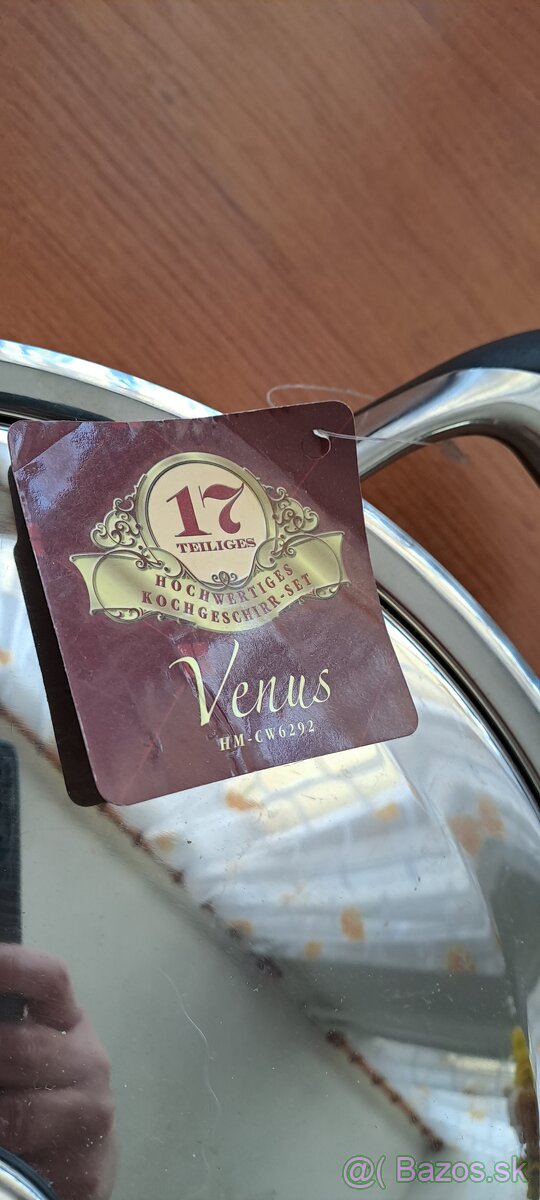 17
TEILIGES
HOCHWERTIGES
KOCHGESCHIRR-SET
Venus
HM-CW6292
@( Bazos.sk